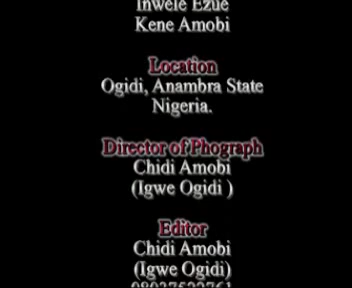 Inwele Ezue
Kene Amobi
Location
Ogidi, Anambra State
Nigeria.
Director of Phograph
Chidi Amobi
(Igwe Ogidi )
Editor
Chidi Amobi
(Igwe Ogidi)